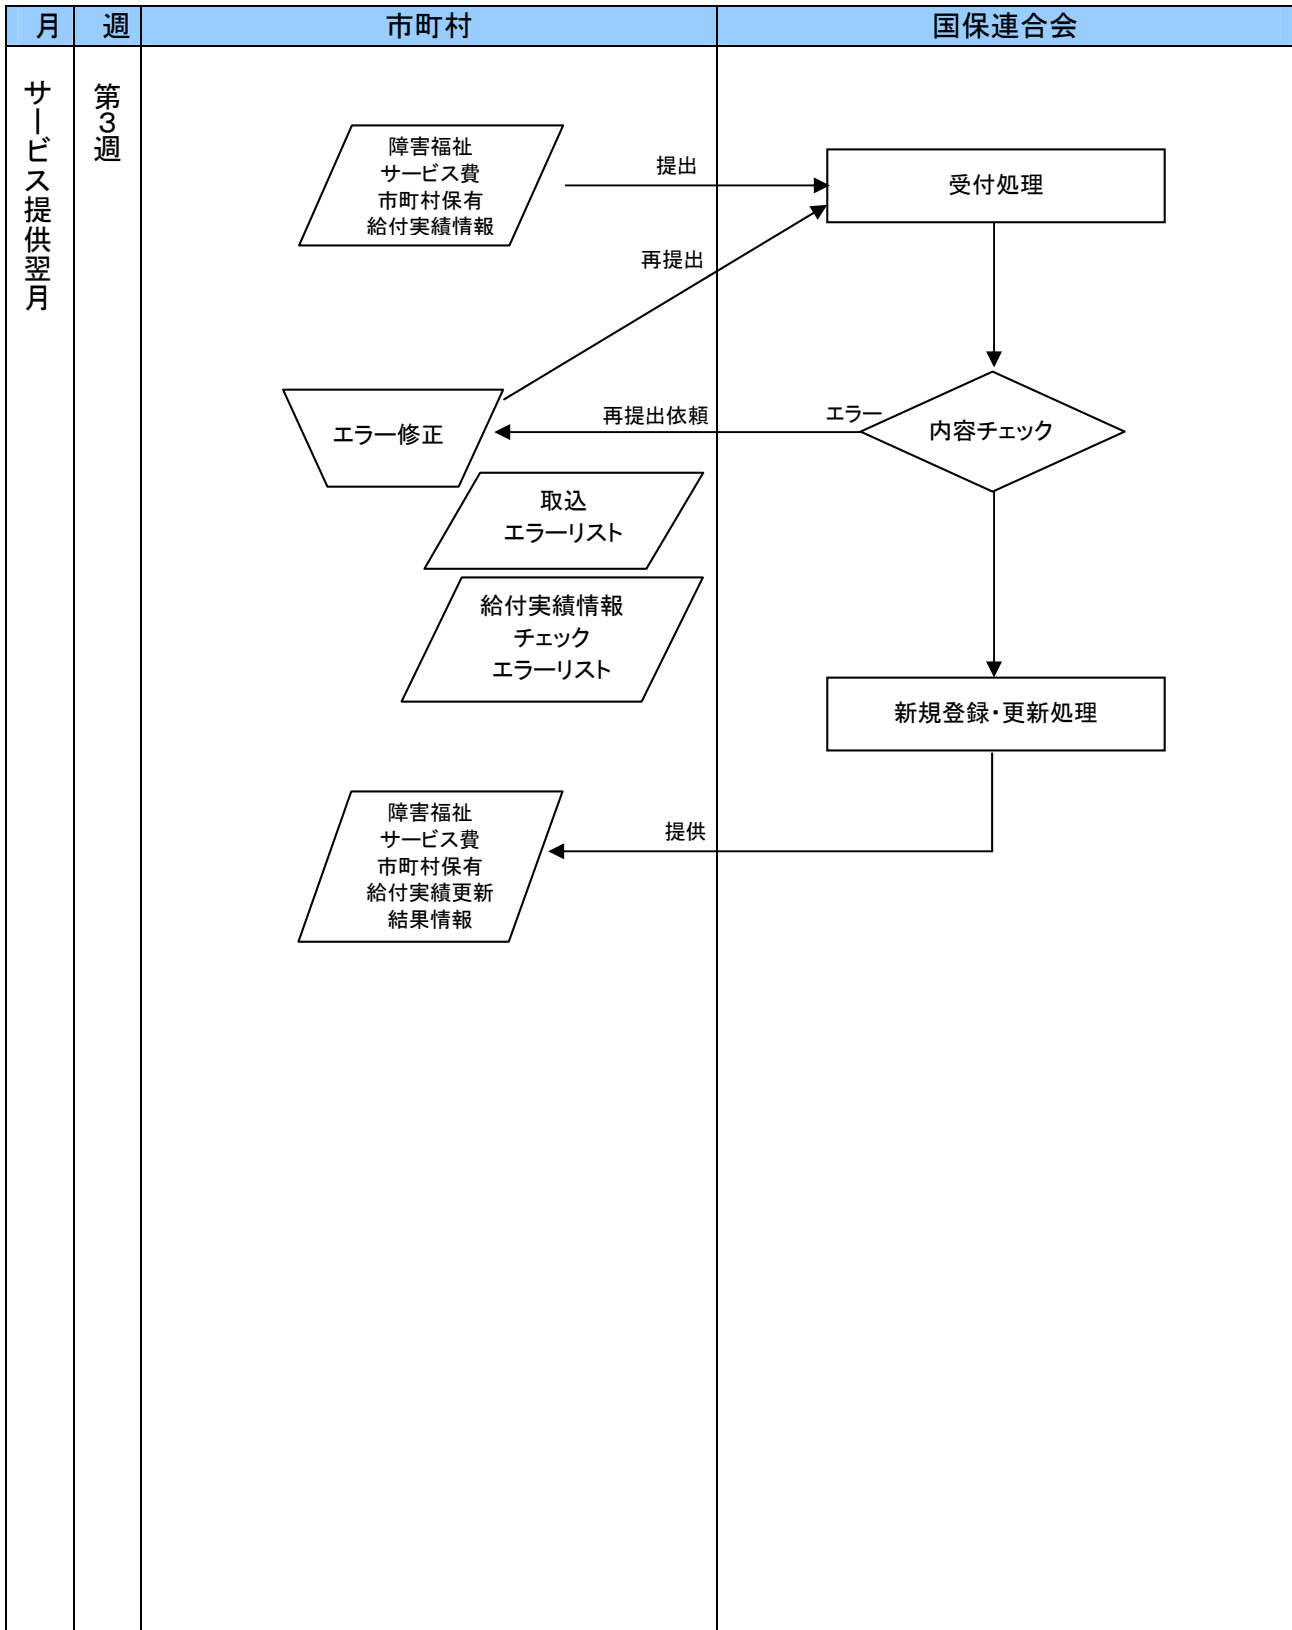 月 週 市町村 国保連合会
サービス提供翌月
第3週
障害福祉
サービス費
市町村保有
給付実績情報
提出
受付処理
再提出
エラー修正
再提出依頼
エラー
内容チェック
取込
エラーリスト
給付実績情報
チェック
エラーリスト
新規登録・更新処理
障害福祉
サービス費
市町村保有
給付実績更新
結果情報
提供